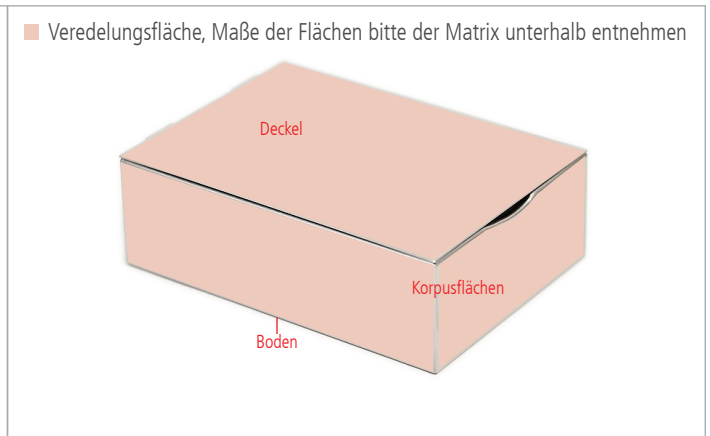 Veredelungsfläche, Maße der Flächen bitte der Matrix unterhalb entnehmen
Deckel
Korpusflächen
Boden